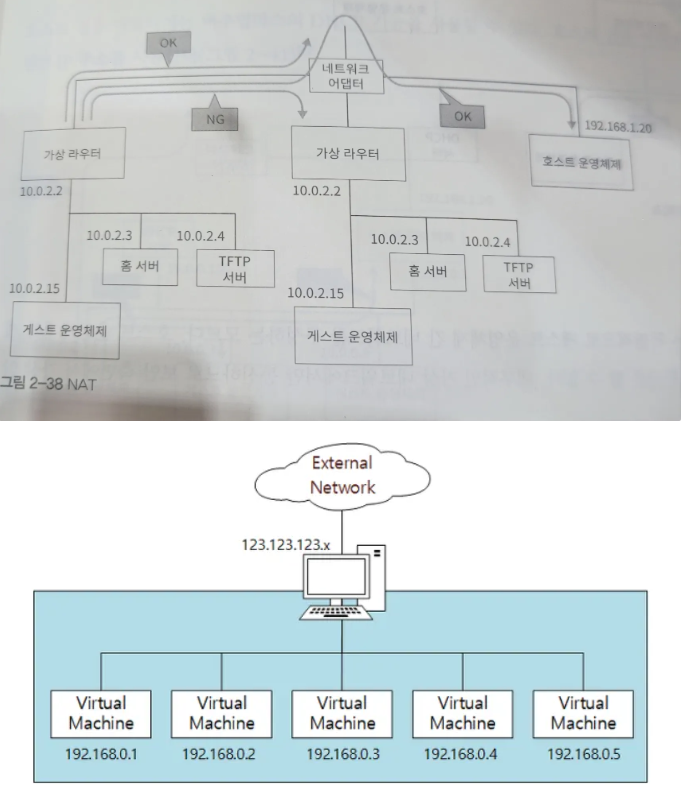 OK
네트워크
어댑터
NG
OK
192.168.1.20
가상 라우터
가상 라우터
호스트 운영체제
10.0.2.2
10.0.2.2
10.0.2.3
10.0.2.4
10.0.2.3
10.0.2.4
홈 서버
TFTP
서버
홈 서버
TFTP
서버
10.0.2.15
10.0.2.15
게스트 운영체제
게스트 운영체제
그림 2-38 NAT
External
Network
123.123.123.x
Virtual
Machine
Virtual
Machine
Virtual
Machine
Virtual
Machine
Virtual
Machine
192.168.0.1
192.168.0.2
192.168.0.3
192.168.0.4
192.168.0.5